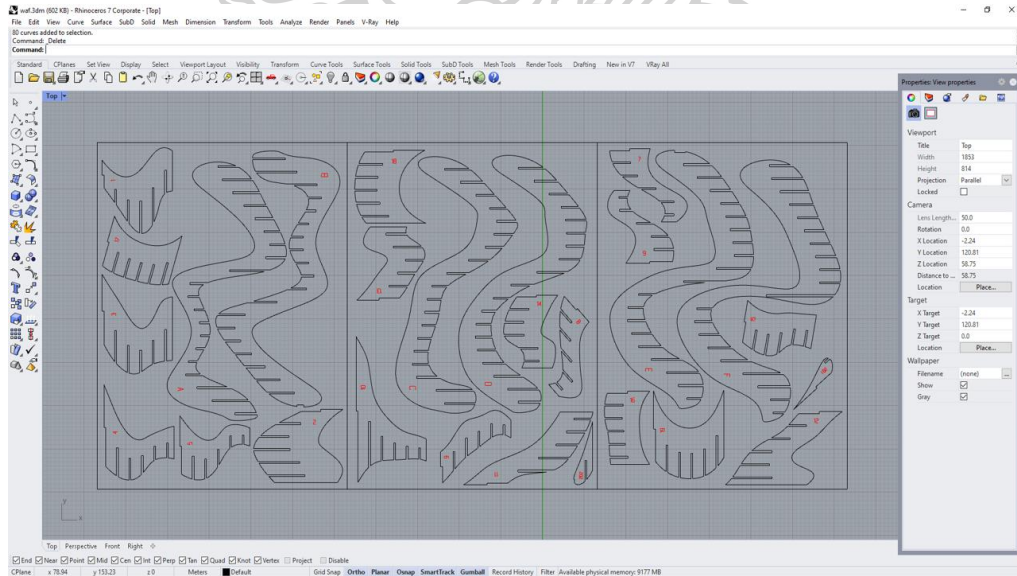 waf.3dm (602 KB) - Rhinoceros 7 Corporate - [Top]
File Edit View Curve Surface SubD Solid Mesh Dimension Transform Tools Analyze Render Panels V-Ray Help
80 curves added to selection.
Command: _Delete
Command:
Standard CPlanes Set View Display Select Viewport Layout Visibility Transform Curve Tools Surface Tools Solid Tools SubD Tools Mesh Tools Render Tools Drafting New in V7 VRay All
Top
Properties: View properties
Viewport
Title Top
Width 1853
Height 814
Projection Parallel
Locked
Camera
Lens Length... 50.0
Rotation 0.0
X Location -2.24
Y Location 120.81
Z Location 58.75
Distance to ... 58.75
Location Place...
Target
X Target -2.24
Y Target 120.81
Z Target 0.0
Location Place...
Wallpaper
Filename (none) ...
Show
Gray
A
B
C
D
E
F
y
x
Top Perspective Front Right
End Near Point Mid Cen Int Perp Tan Quad Knot Vertex Project Disable
CPlane x 78.94 y 153.23 z 0 Meters Default Grid Snap Ortho Planar Osnap SmartTrack Gumball Record History Filter Available physical memory: 9177 MB